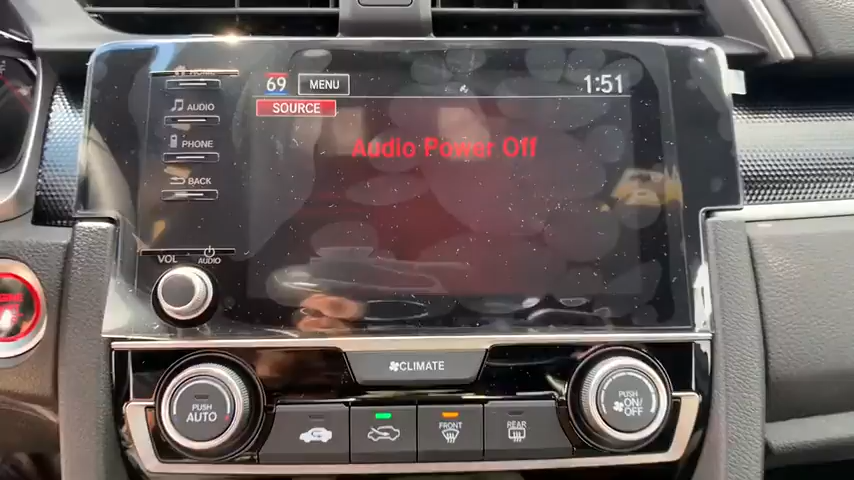 HOME
69
MENU
1:51
SOURCE
AUDIO
Audio Power Off
PHONE
BACK
VOL
AUDIO
CLIMATE
PUSH
AUTO
FRONT
REAR
PUSH
ON/
OFF